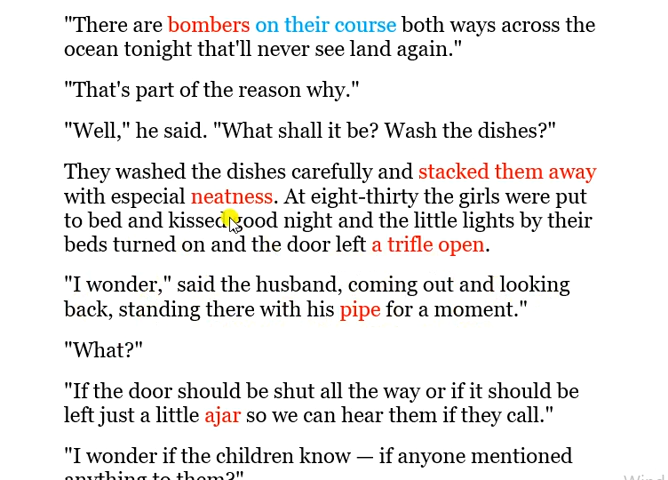 "There are bombers on their course both ways across the
ocean tonight that'll never see land again."
"That's part of the reason why."
"Well," he said. "What shall it be? Wash the dishes?"
They washed the dishes carefully and stacked them away
with especial neatness. At eight-thirty the girls were put
to bed and kissed good night and the little lights by their
beds turned on and the door left a trifle open.
"I wonder," said the husband, coming out and looking
back, standing there with his pipe for a moment."
"What?"
"If the door should be shut all the way or if it should be
left just a little ajar so we can hear them if they call."
"I wonder if the children know — if anyone mentioned
anything to them?"